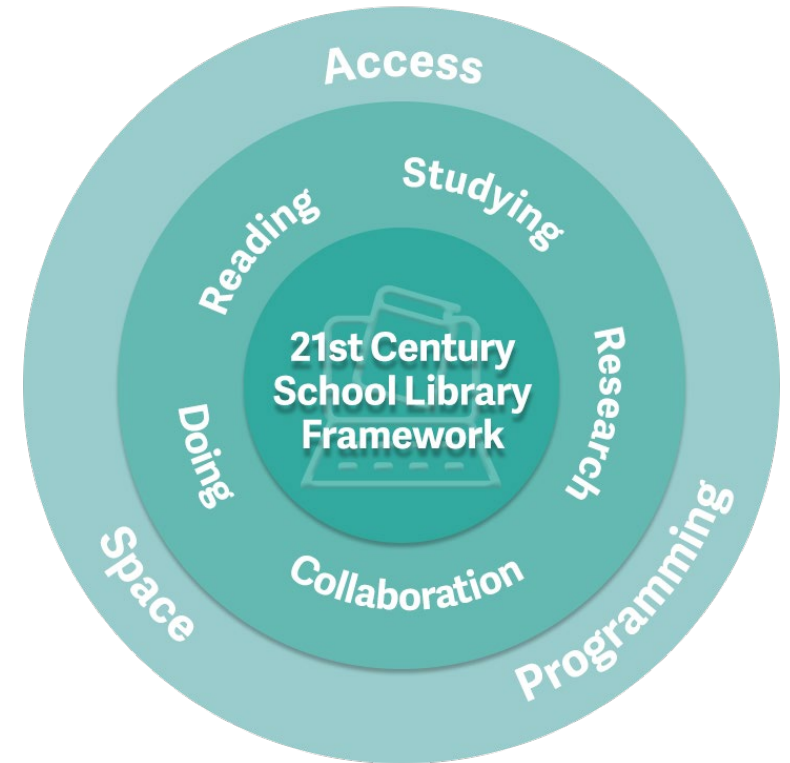 Access
Studying
Reading
Research
Doing
Collaboration
Space
Programming
21st Century
School Library
Framework